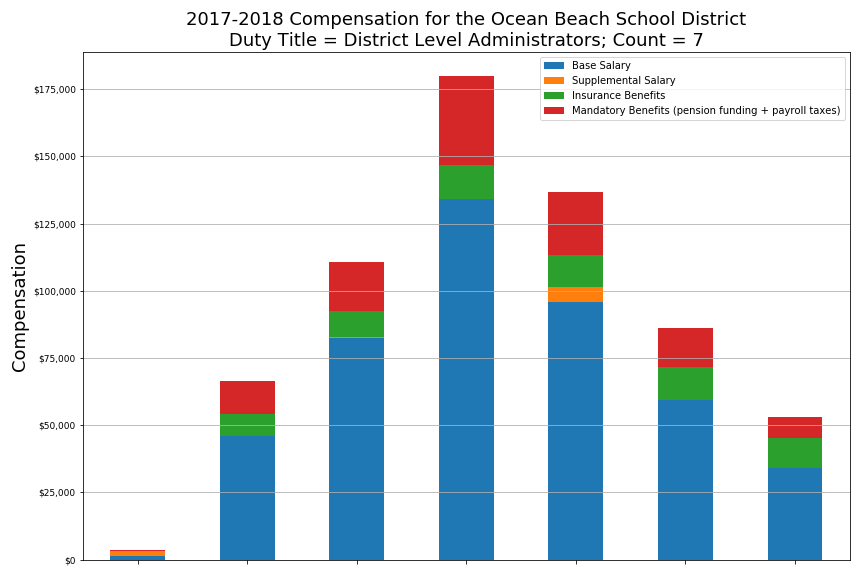 2017-2018 Compensation for the Ocean Beach School District
Duty Title = District Level Administrators; Count = 7
Base Salary
Supplemental Salary
Insurance Benefits
Mandatory Benefits (pension funding + payroll taxes)
Compensation
$175,000
$150,000
$125,000
$100,000
$75,000
$50,000
$25,000
$0